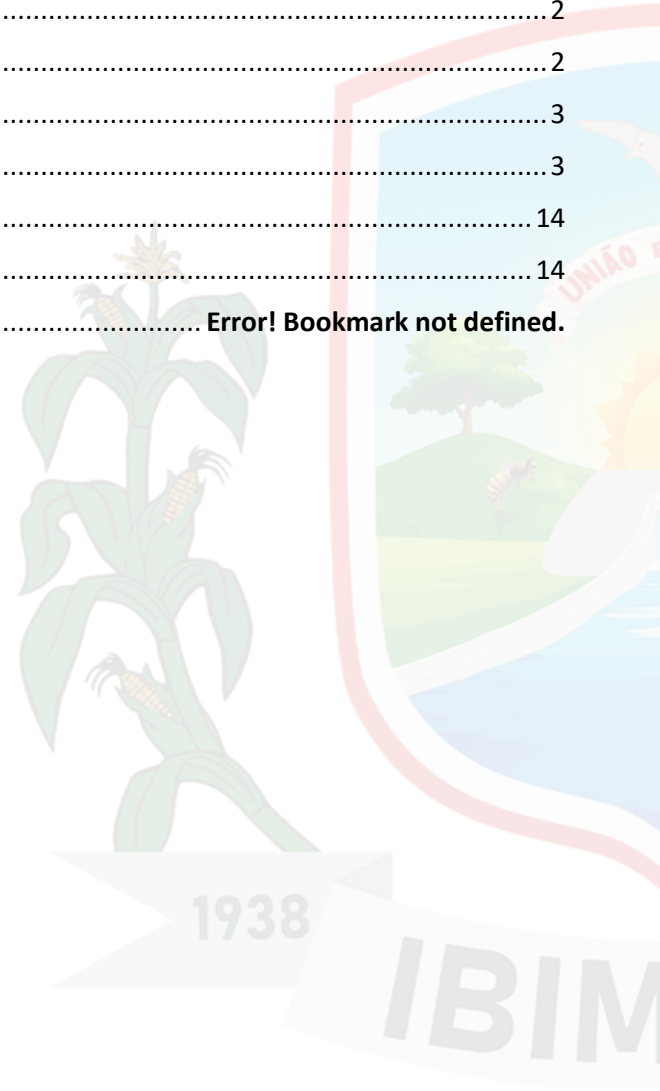 ............................................................................ 2
............................................................................ 2
............................................................................ 3
............................................................................ 3
.......................................................................... 14
.......................................................................... 14
........................... Error! Bookmark not defined.
UNIÃO
1938
IBIM